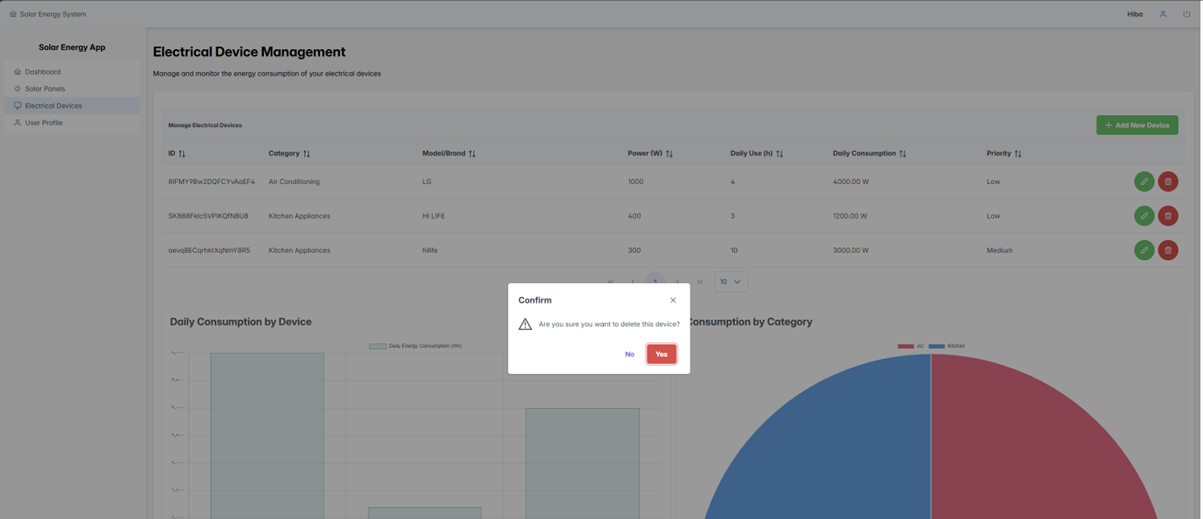 Solar Energy System
Hiba
Solar Energy App
Dashboard
Solar Panels
Electrical Devices
User Profile
Electrical Device Management
Manage and monitor the energy consumption of your electrical devices
Manage Electrical Devices
+ Add New Device
ID Category Model/Brand Power (W) Daily Use (h) Daily Consumption Priority
Air Conditioning LG 1000 4 4000.00 W Low
Kitchen Appliances HI LIFE 400 3 1200.00 W Low
Kitchen Appliances hilife 300 10 3000.00 W Medium
10
Confirm
Are you sure you want to delete this device?
No Yes
Daily Consumption by Device
Daily Energy Consumption (Wh)
Consumption by Category
AC Kitchen